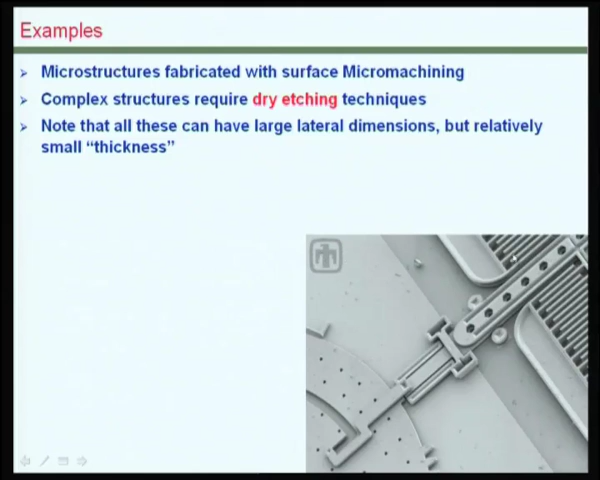 Examples
Microstructures fabricated with surface Micromachining
Complex structures require dry etching techniques
Note that all these can have large lateral dimensions, but relatively
small “thickness”